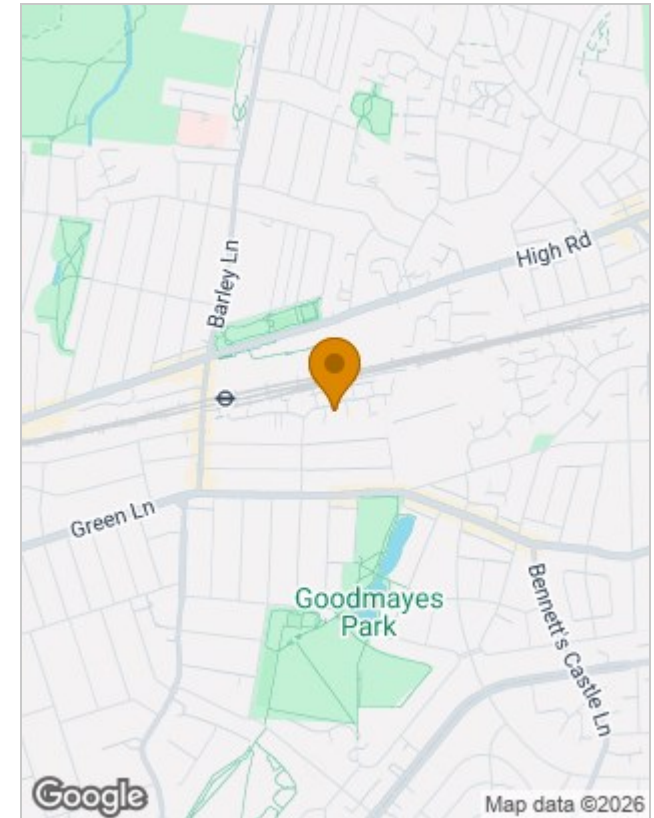 High Rd
Barley Ln
Green Ln
Goodmayes
Park
Bennett's Castle Ln
Google
Map data ©2026